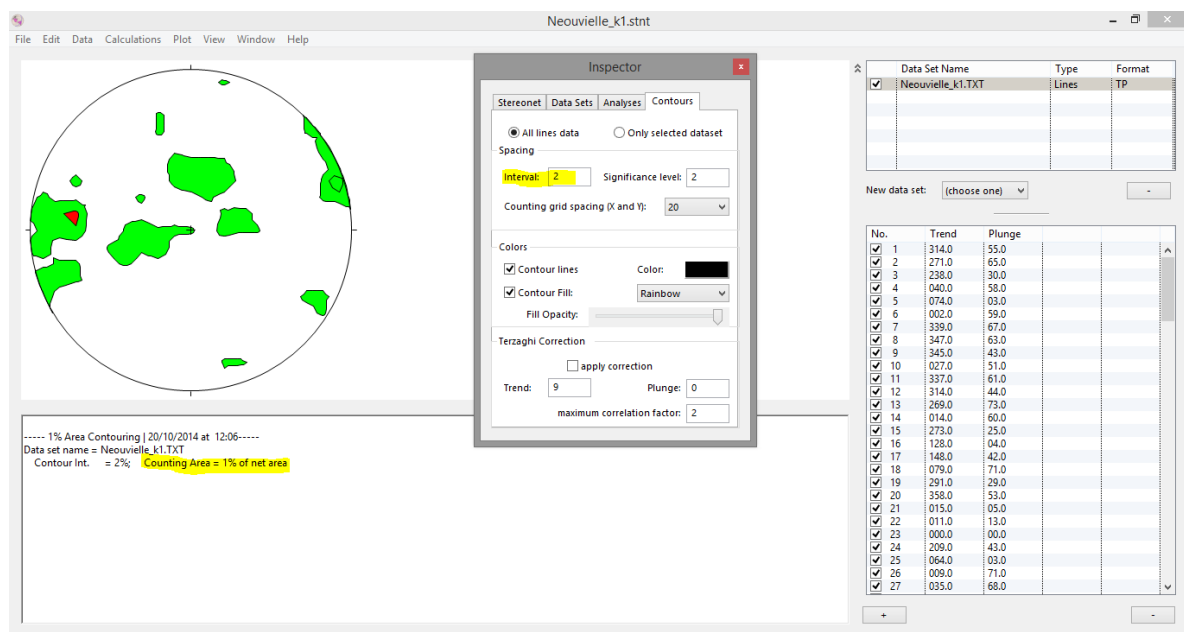 Neouvielle_k1.stnt
File Edit Data Calculations Plot View Window Help
Inspector
x
Stereonet Data Sets Analyses Contours
All lines data Only selected dataset
Spacing
Interval: 2 Significance level: 2
Counting grid spacing (X and Y): 20
Colors
Contour lines Color:
Contour Fill: Rainbow
Fill Opacity:
Terzaghi Correction
apply correction
Trend: 9 Plunge: 0
maximum correlation factor: 2
----- 1% Area Contouring | 20/10/2014 at 12:06-----
Data set name = Neouvielle_k1.TXT
Contour Int. = 2%; Counting Area = 1% of net area
Data Set Name Type Format
Neouvielle_k1.TXT Lines TP
New data set: (choose one) -
No. Trend Plunge
1 314.0 55.0
2 271.0 65.0
3 238.0 30.0
4 040.0 58.0
5 074.0 03.0
6 002.0 59.0
7 339.0 67.0
8 347.0 63.0
9 345.0 43.0
10 027.0 51.0
11 337.0 61.0
12 314.0 44.0
13 269.0 73.0
14 014.0 60.0
15 273.0 25.0
16 128.0 04.0
17 148.0 42.0
18 079.0 71.0
19 291.0 29.0
20 358.0 53.0
21 015.0 05.0
22 011.0 13.0
23 000.0 00.0
24 209.0 43.0
25 064.0 03.0
26 009.0 71.0
27 035.0 68.0
+ -